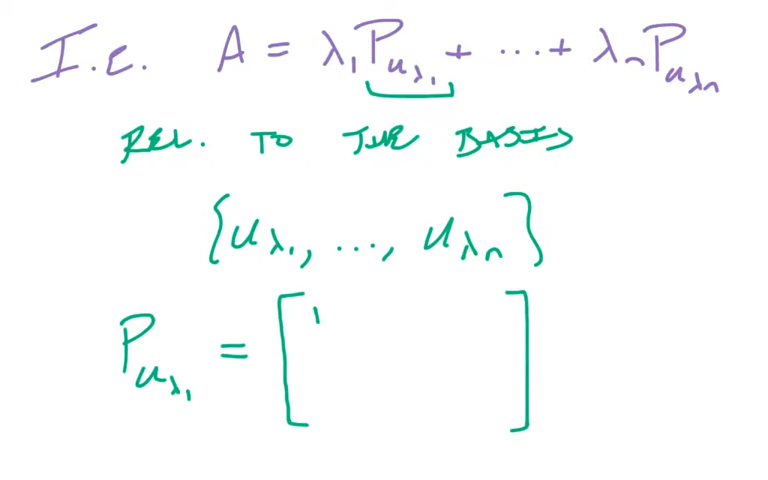 I.e. A = λ₁P_{u_{λ₁}} + ... + λₙP_{u_{λₙ}}
REL. TO THE BASIS
{u_{λ₁}, ..., u_{λₙ}}
P_{u_{λ₁}} = [ 1 ]